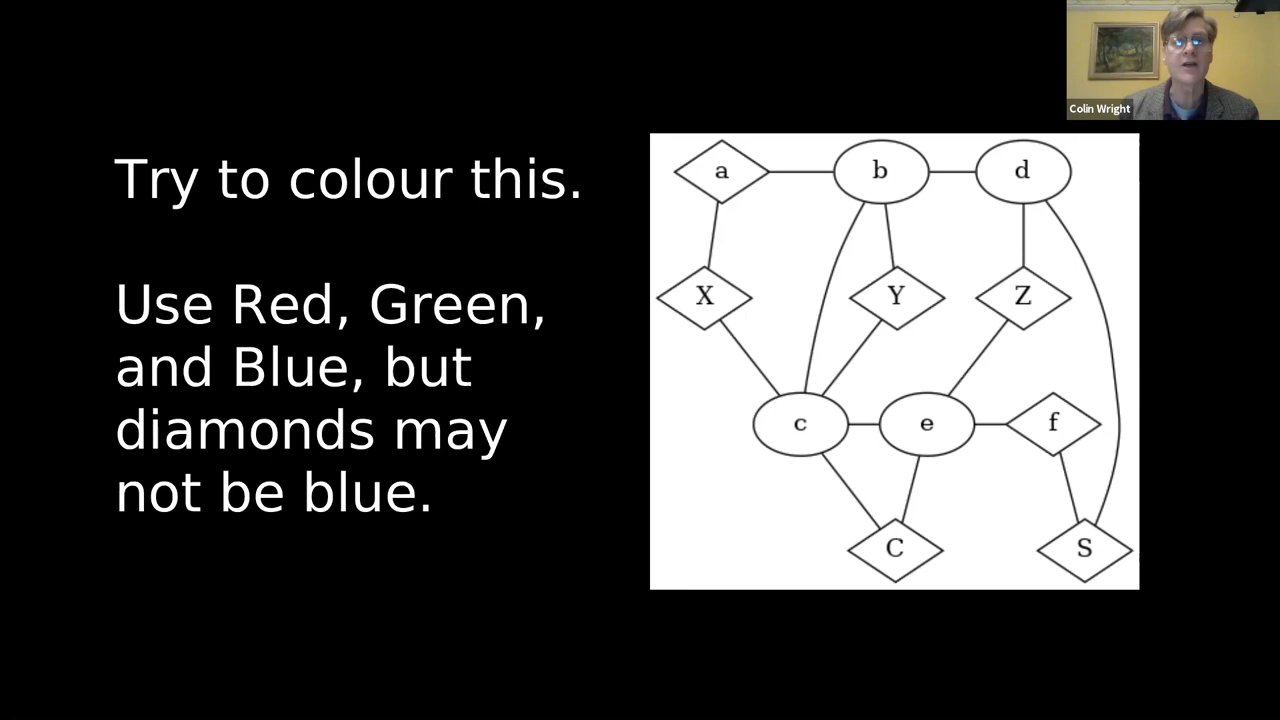 Try to colour this.
Use Red, Green,
and Blue, but
diamonds may
not be blue.
Colin Wright
a b d
X Y Z
c e f
C S